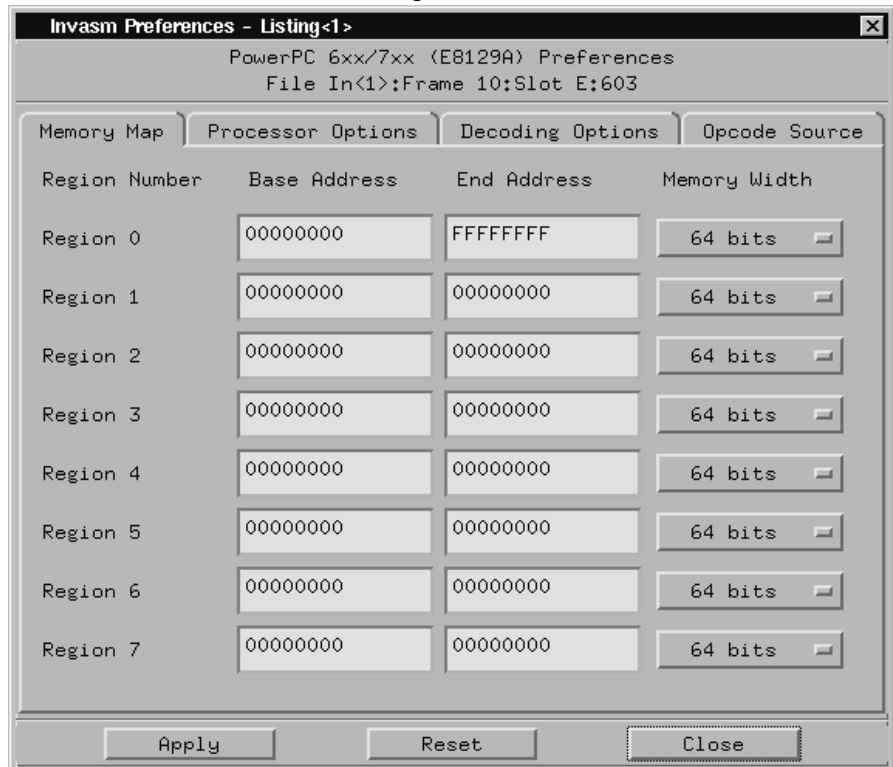 Invasm Preferences - Listing<1>
PowerPC 6xx/7xx (E8129A) Preferences
File In<1>:Frame 10:Slot E:603
Memory Map Processor Options Decoding Options Opcode Source
Region Number Base Address End Address Memory Width
Region 0 00000000 FFFFFFFF 64 bits
Region 1 00000000 00000000 64 bits
Region 2 00000000 00000000 64 bits
Region 3 00000000 00000000 64 bits
Region 4 00000000 00000000 64 bits
Region 5 00000000 00000000 64 bits
Region 6 00000000 00000000 64 bits
Region 7 00000000 00000000 64 bits
Apply Reset Close